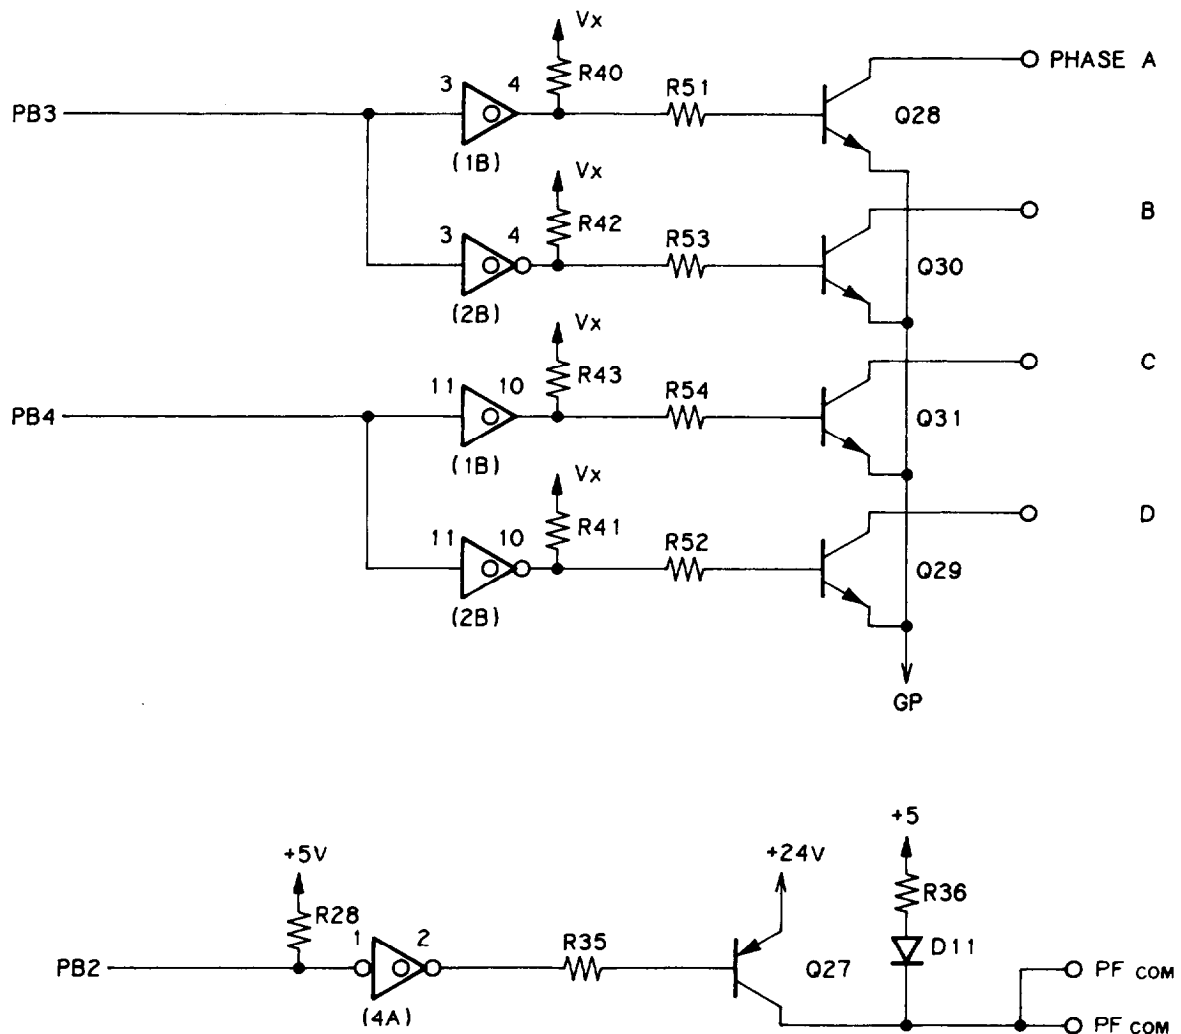 Vx
R40
3 4
PB3
(1B)
R51
Q28
PHASE A
Vx
R42
3 4
(2B)
R53
Q30
B
Vx
R43
11 10
PB4
(1B)
R54
Q31
C
Vx
R41
11 10
(2B)
R52
Q29
D
GP
+5V
R28
1 2
PB2
(4A)
R35
+24V
Q27
+5
R36
D11
PF COM
PF COM